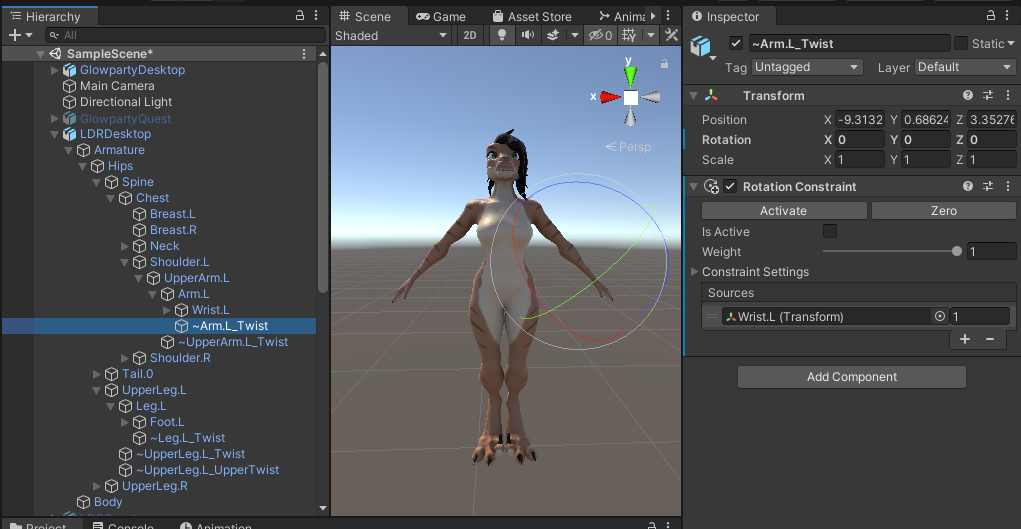 Hierarchy
All
SampleScene*
GlowpartyDesktop
Main Camera
Directional Light
GlowpartyQuest
LDRDesktop
Armature
Hips
Spine
Chest
Breast.L
Breast.R
Neck
Shoulder.L
UpperArm.L
Arm.L
Wrist.L
~Arm.L_Twist
~UpperArm.L_Twist
Shoulder.R
Tail.0
UpperLeg.L
Leg.L
Foot.L
~Leg.L_Twist
~UpperLeg.L_Twist
~UpperLeg.L_UpperTwist
UpperLeg.R
Body
Project Console Animation
Scene Game Asset Store Anima
Shaded 2D 0
y
x
Persp
Inspector
~Arm.L_Twist Static
Tag Untagged Layer Default
Transform
Position X -9.3132 Y 0.68624 Z 3.35276
Rotation X 0 Y 0 Z 0
Scale X 1 Y 1 Z 1
Rotation Constraint
Activate Zero
Is Active
Weight 1
Constraint Settings
Sources
Wrist.L (Transform) 1
Add Component